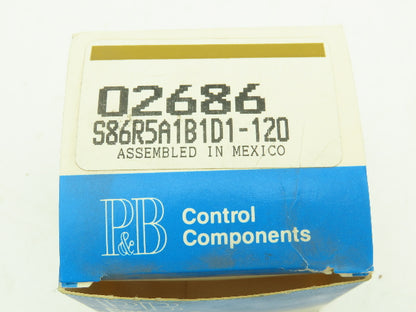 02686
S86R5A1B1D1-120
ASSEMBLED IN MEXICO
P&B Control
Components